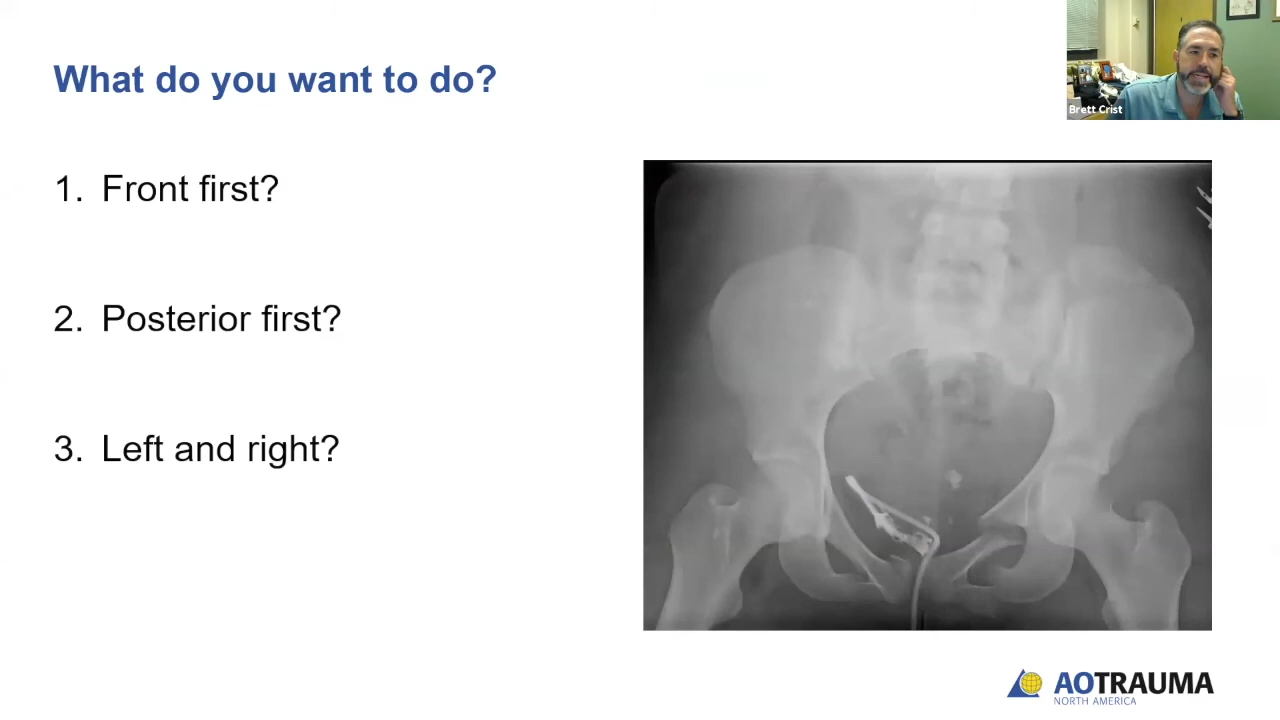 What do you want to do?
Brett Crist
1. Front first?
2. Posterior first?
3. Left and right?
AOTRAUMA
NORTH AMERICA